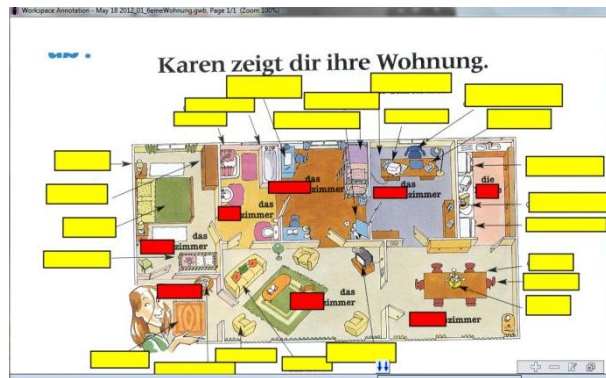 Workspace Annotation - May 18 2012_01_6emeWohnung.gwb, Page 1/1 (Zoom 100%)
Karen zeigt dir ihre Wohnung.
das
zimmer
das
zimmer
die
das
zimmer
das
zimmer
das
zimmer
zimmer